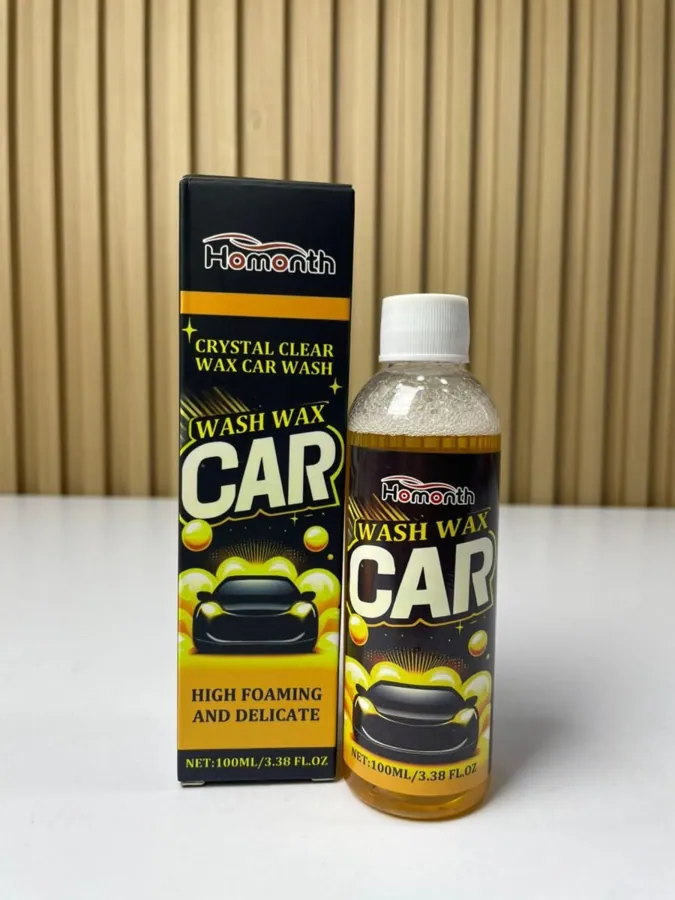 Homonth
CRYSTAL CLEAR
WAX CAR WASH
WASH WAX
CAR
HIGH FOAMING
AND DELICATE
NET:100ML/3.38 FL.OZ
Homonth
WASH WAX
CAR
NET:100ML/3.38 FL.OZ